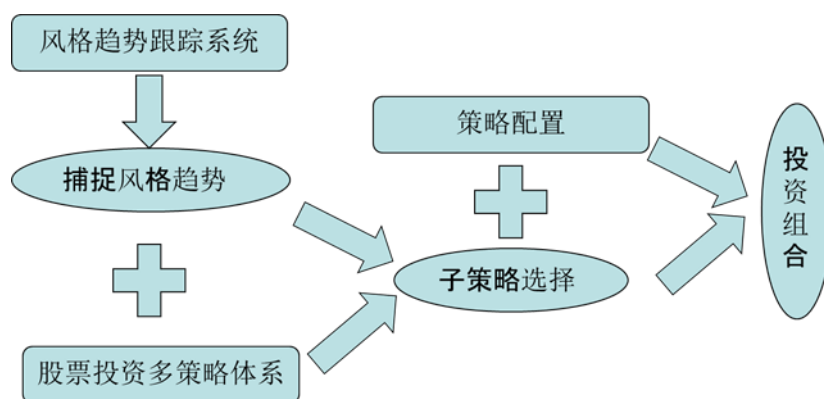 风格趋势跟踪系统
捕捉风格趋势
股票投资多策略体系
策略配置
子策略选择
投资组合